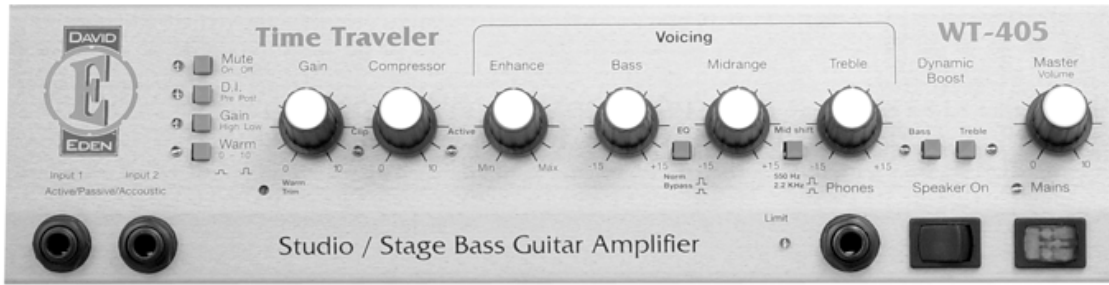 DAVID
E
EDEN
Time Traveler
Voicing
WT-405
Mute
On Off
D.I.
Pre Post
Gain
High Low
Warm
0 - 10
Gain
Compressor
Enhance
Bass
Midrange
Treble
Dynamic
Boost
Master
Volume
Clip
Active
EQ
Mid shift
Bass
Treble
0
10
0
10
Min
Max
-15
+15
-15
+15
-15
+15
0
10
Norm
Bypass
550 Hz
2.2 KHz
Warm
Trim
Input 1
Input 2
Active/Passive/Accoustic
Phones
Speaker On
Mains
Limit
Studio / Stage Bass Guitar Amplifier